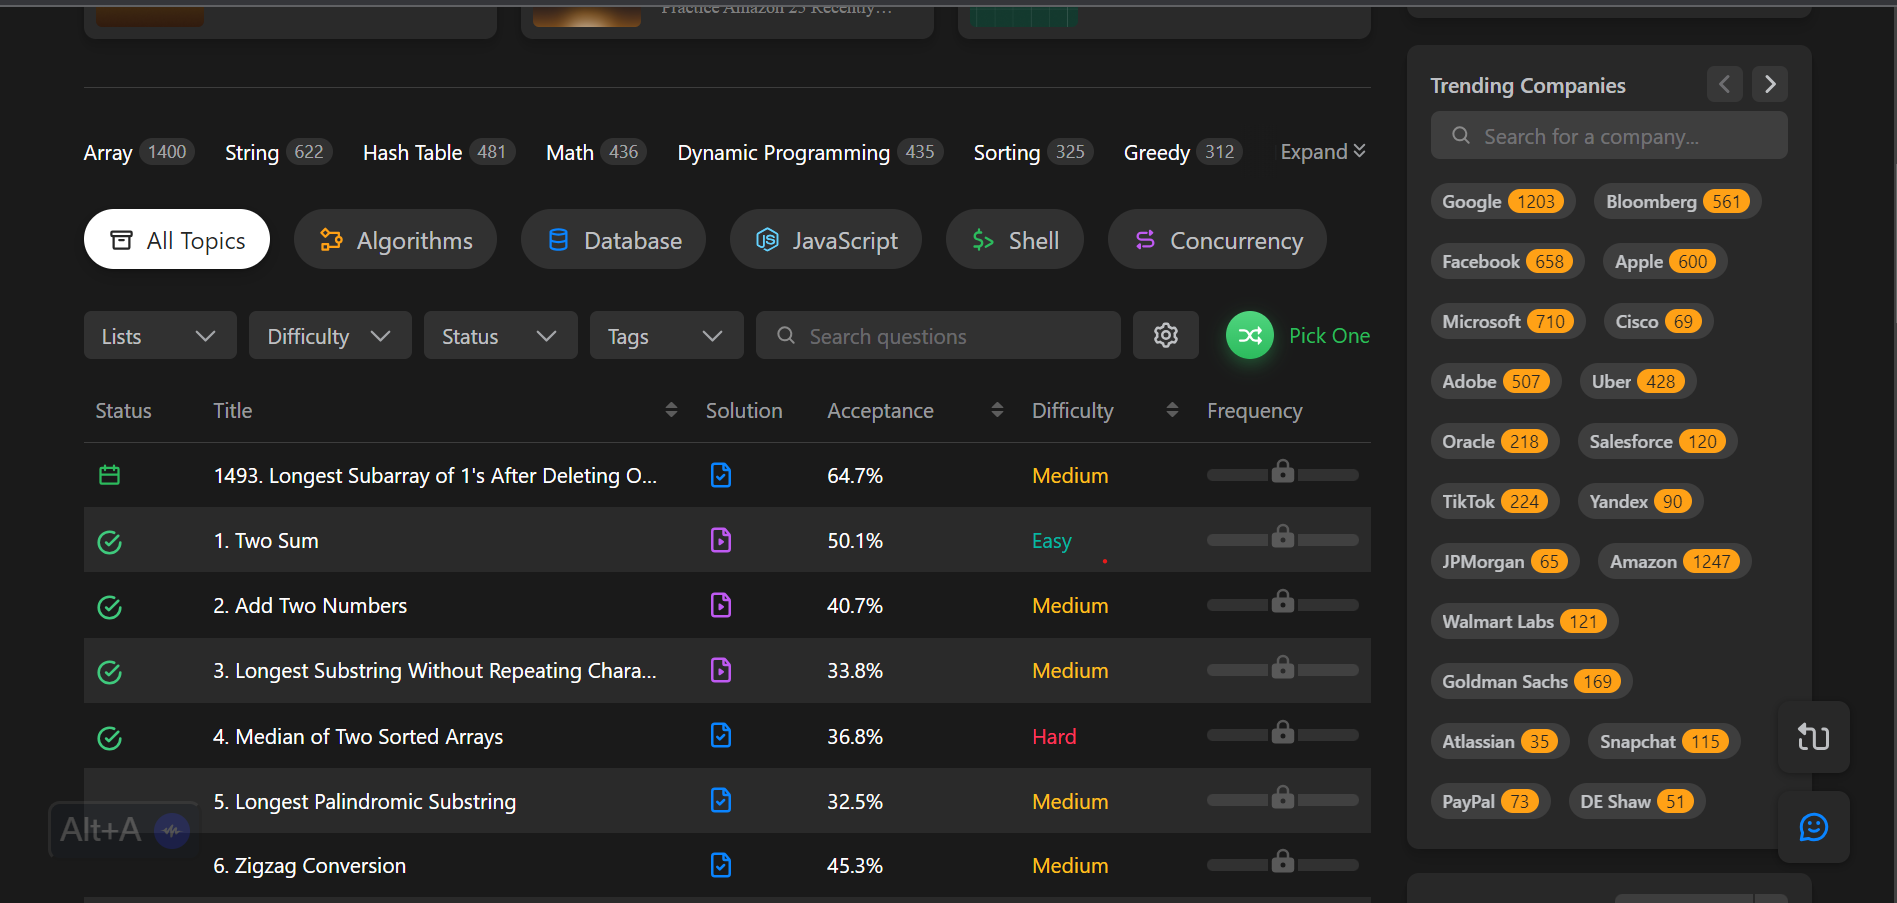 Practice Amazon 25 Recently…
Array 1400 String 622 Hash Table 481 Math 436 Dynamic Programming 435 Sorting 325 Greedy 312 Expand
All Topics Algorithms Database JavaScript Shell Concurrency
Lists Difficulty Status Tags Search questions Pick One
Status Title Solution Acceptance Difficulty Frequency
1493. Longest Subarray of 1's After Deleting O... 64.7% Medium
1. Two Sum 50.1% Easy
2. Add Two Numbers 40.7% Medium
3. Longest Substring Without Repeating Chara... 33.8% Medium
4. Median of Two Sorted Arrays 36.8% Hard
5. Longest Palindromic Substring 32.5% Medium
6. Zigzag Conversion 45.3% Medium
Alt+A
Trending Companies
Search for a company...
Google 1203 Bloomberg 561
Facebook 658 Apple 600
Microsoft 710 Cisco 69
Adobe 507 Uber 428
Oracle 218 Salesforce 120
TikTok 224 Yandex 90
JPMorgan 65 Amazon 1247
Walmart Labs 121
Goldman Sachs 169
Atlassian 35 Snapchat 115
PayPal 73 DE Shaw 51